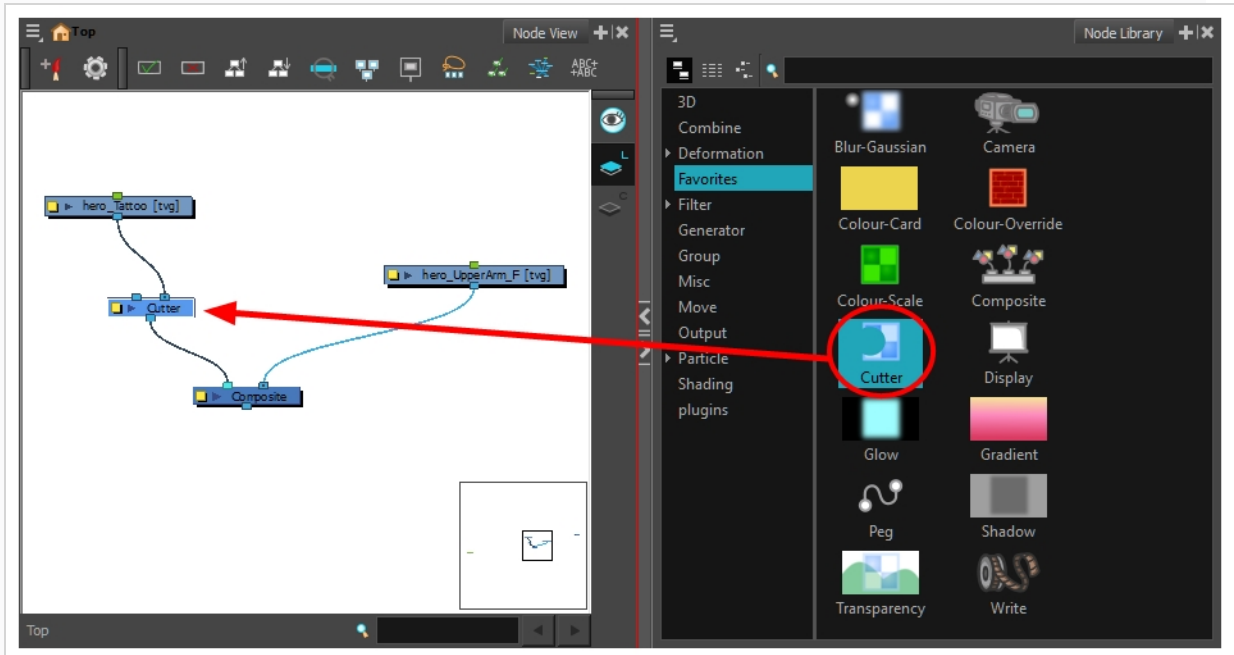 Top
Node View
Node Library
ABC+
+ABC
hero_Tattoo [tvg]
L
C
hero_UpperArm_F [tvg]
Cutter
Composite
Top
3D
Combine
Deformation
Favorites
Filter
Generator
Group
Misc
Move
Output
Particle
Shading
plugins
Blur-Gaussian
Camera
Colour-Card
Colour-Override
Colour-Scale
Composite
Cutter
Display
Glow
Gradient
Peg
Shadow
Transparency
Write